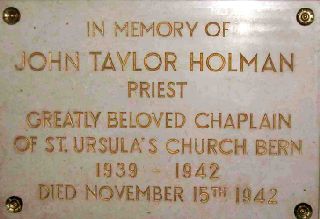 IN MEMORY OF
JOHN TAYLOR HOLMAN
PRIEST
GREATLY BELOVED CHAPLAIN
OF ST. URSULA'S CHURCH BERN
1939 - 1942
DIED NOVEMBER 15TH 1942